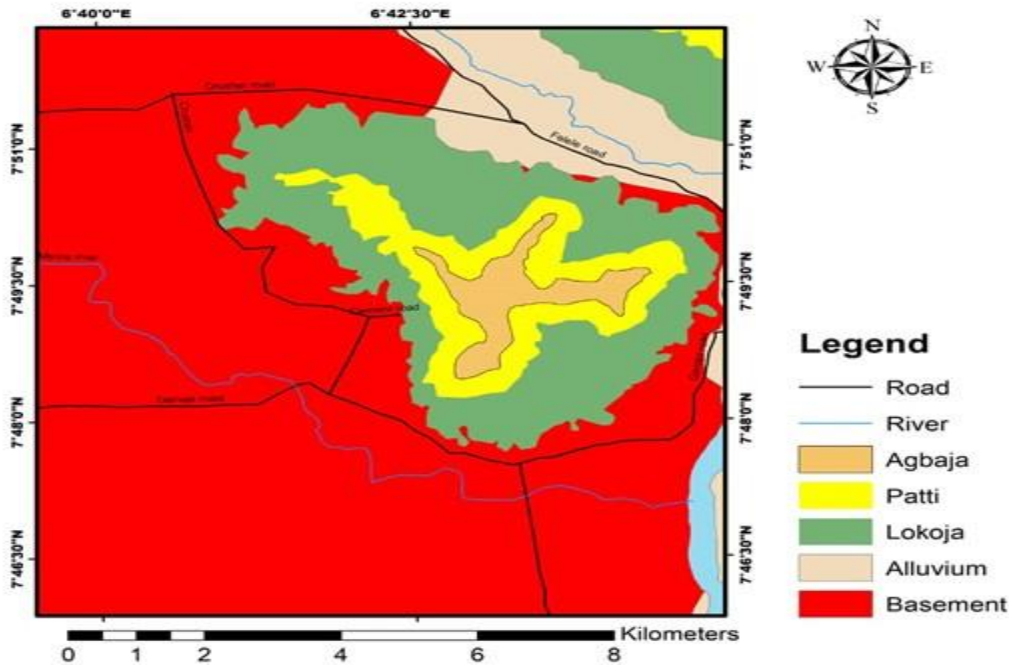 6°40'0"E
6°42'30"E
N
W
E
S
7°51'0"N
7°51'0"N
Felele road
7°49'30"N
7°49'30"N
road
7°48'0"N
7°48'0"N
7°46'30"N
7°46'30"N
Legend
Road
River
Agbaja
Patti
Lokoja
Alluvium
Basement
Kilometers
0 1 2 4 6 8